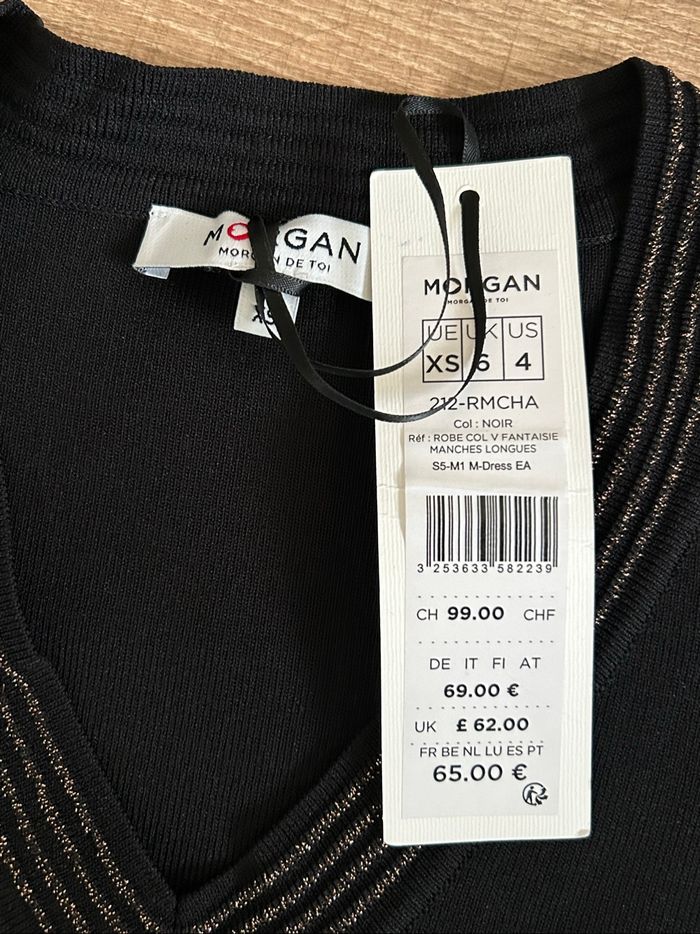 MORGAN
MORGAN DE TOI
XS
MORGAN
MORGAN DE TOI
UE UK US
XS 6 4
212-RMCHA
Col : NOIR
Réf : ROBE COL V FANTAISIE
MANCHES LONGUES
S5-M1 M-Dress EA
3 253633 582239
CH 99.00 CHF
DE IT FI AT
69.00 €
UK £ 62.00
FR BE NL LU ES PT
65.00 €